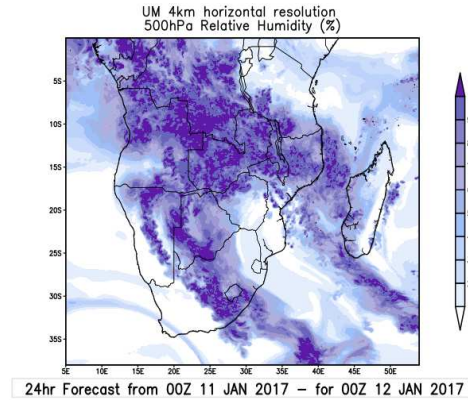 UM 4km horizontal resolution
500hPa Relative Humidity (%)
5S
10S
15S
20S
25S
30S
35S
5E 10E 15E 20E 25E 30E 35E 40E 45E 50E
24hr Forecast from 00Z 11 JAN 2017 – for 00Z 12 JAN 2017